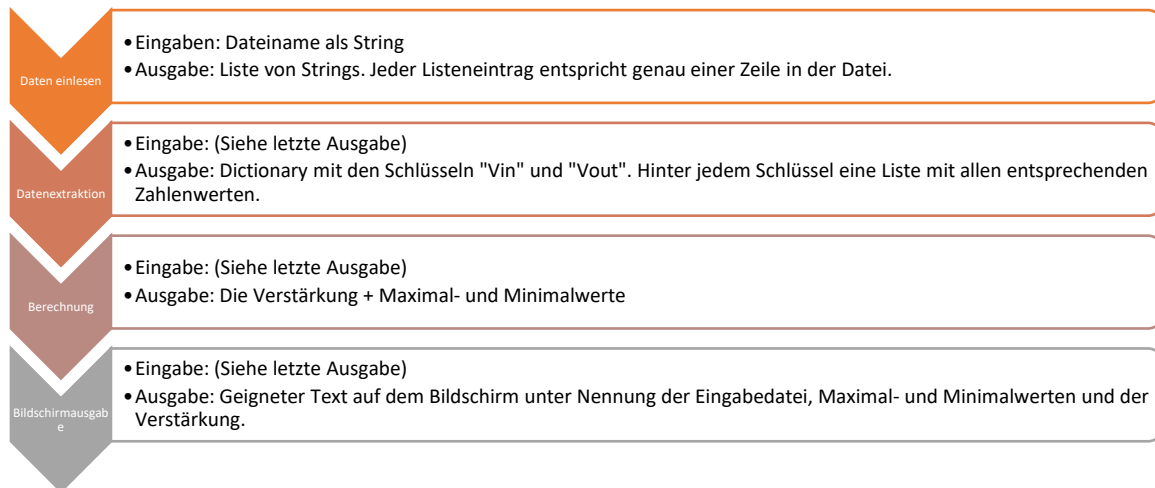 Daten einlesen
•Eingaben: Dateiname als String
•Ausgabe: Liste von Strings. Jeder Listeneintrag entspricht genau einer Zeile in der Datei.
Datenextraktion
•Eingabe: (Siehe letzte Ausgabe)
•Ausgabe: Dictionary mit den Schlüsseln "Vin" und "Vout". Hinter jedem Schlüssel eine Liste mit allen entsprechenden
Zahlenwerten.
Berechnung
•Eingabe: (Siehe letzte Ausgabe)
•Ausgabe: Die Verstärkung + Maximal- und Minimalwerte
Bildschirmausgab
e
•Eingabe: (Siehe letzte Ausgabe)
•Ausgabe: Geigneter Text auf dem Bildschirm unter Nennung der Eingabedatei, Maximal- und Minimalwerten und der
Verstärkung.